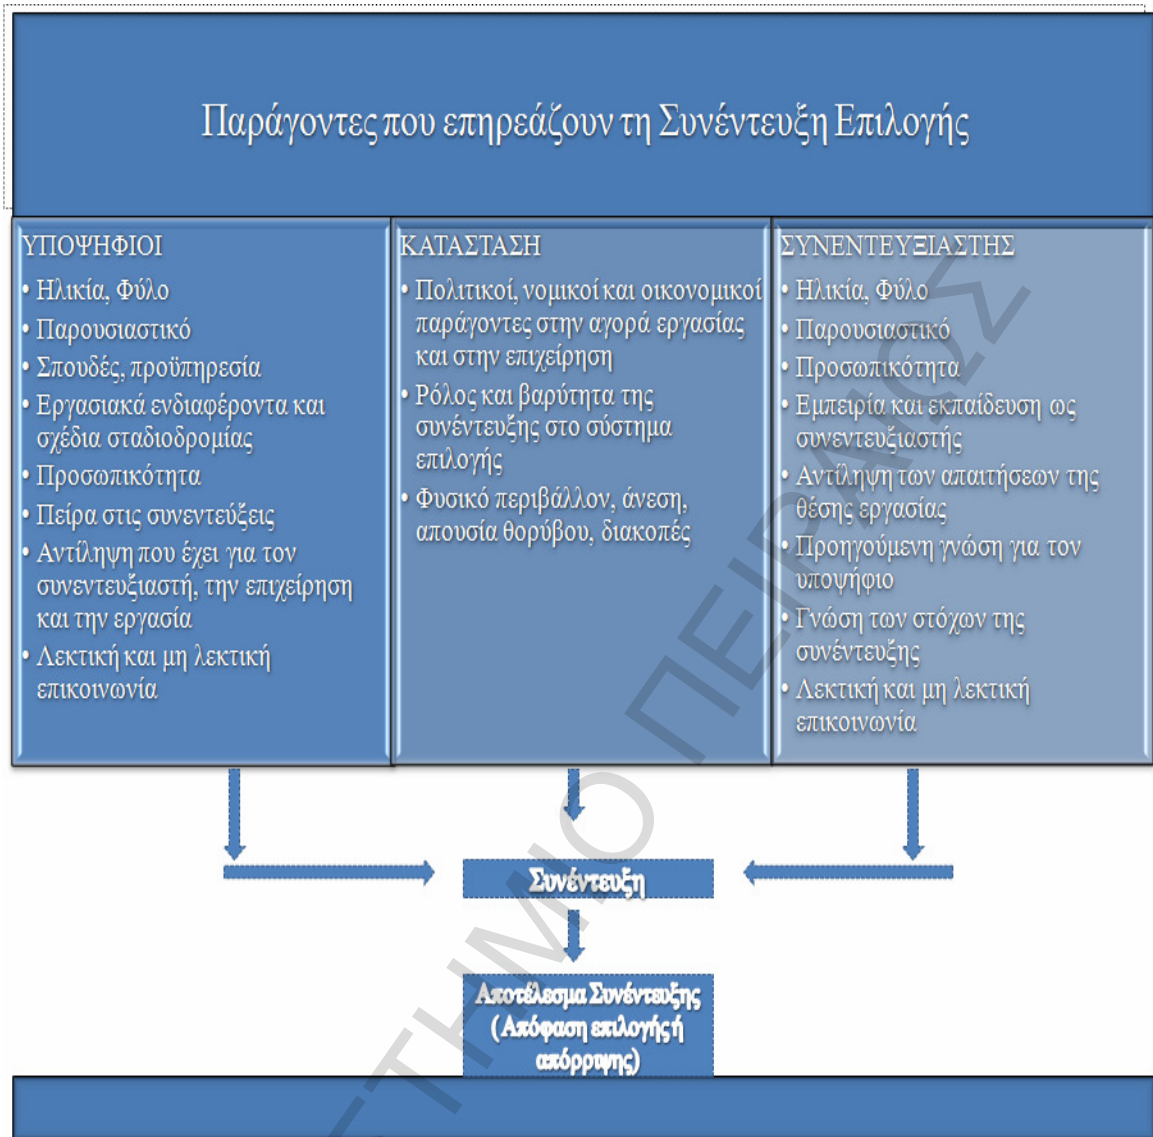 Παράγοντες που επηρεάζουν τη Συνέντευξη Επιλογής
ΥΠΟΨΗΦΙΟΙ
• Ηλικία, Φύλο
• Παρουσιαστικό
• Σπουδές, προϋπηρεσία
• Εργασιακά ενδιαφέροντα και
σχέδια σταδιοδρομίας
• Προσωπικότητα
• Πείρα στις συνεντεύξεις
• Αντίληψη που έχει για τον
συνεντευξιαστή, την επιχείρηση
και την εργασία
• Λεκτική και μη λεκτική
επικοινωνία
ΚΑΤΑΣΤΑΣΗ
• Πολιτικοί, νομικοί και οικονομικοί
παράγοντες στην αγορά εργασίας
και στην επιχείρηση
• Ρόλος και βαρύτητα της
συνέντευξης στο σύστημα
επιλογής
• Φυσικό περιβάλλον, άνεση,
απουσία θορύβου, διακοπές
ΣΥΝΕΝΤΕΥΞΙΑΣΤΗΣ
• Ηλικία, Φύλο
• Παρουσιαστικό
• Προσωπικότητα
• Εμπειρία και εκπαίδευση ως
συνεντευξιαστής
• Αντίληψη των απαιτήσεων της
θέσης εργασίας
• Προηγούμενη γνώση για τον
υποψήφιο
• Γνώση των στόχων της
συνέντευξης
• Λεκτική και μη λεκτική
επικοινωνία
Συνέντευξη
Αποτέλεσμα Συνέντευξης
( Απόφαση επιλογής ή
απόρριψης)
ΣΤΗΜΙΟ ΠΕΙΡΑΙΩΣ